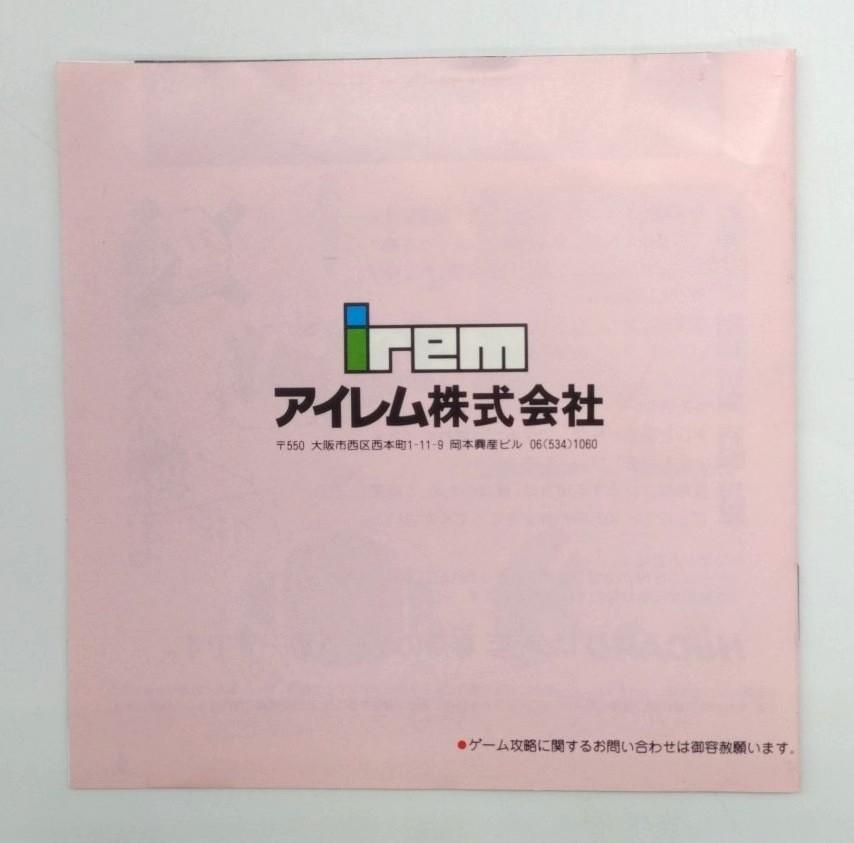 irem
アイレム株式会社
〒550 大阪市西区西本町1-11-9 岡本興産ビル 06(534)1060
●ゲーム攻略に関するお問い合わせは御容赦願います。